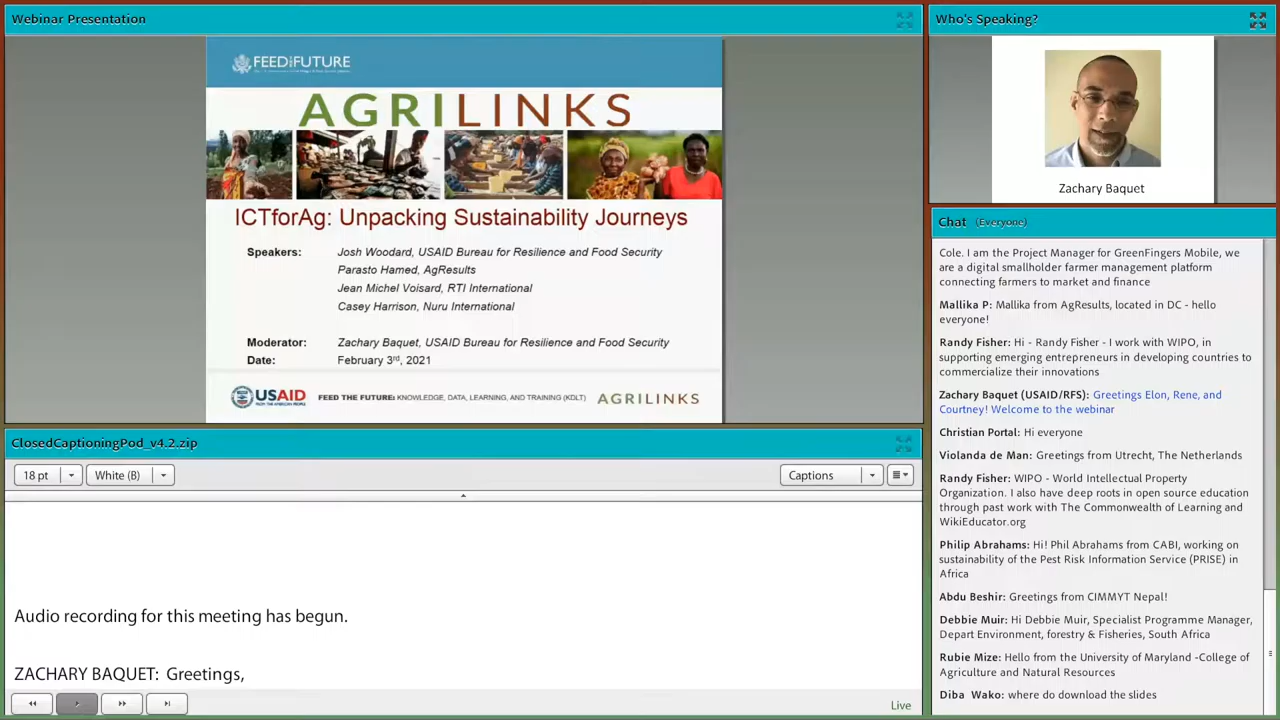 Webinar Presentation
FEED THE FUTURE
AGRILINKS
ICTforAg: Unpacking Sustainability Journeys
Speakers: Josh Woodard, USAID Bureau for Resilience and Food Security
Parasto Hamed, AgResults
Jean Michel Voisard, RTI International
Casey Harrison, Nuru International
Moderator: Zachary Baquet, USAID Bureau for Resilience and Food Security
Date: February 3rd, 2021
USAID
FROM THE AMERICAN PEOPLE
FEED THE FUTURE: KNOWLEDGE, DATA, LEARNING, AND TRAINING (KDLT)
AGRILINKS
Who's Speaking?
Zachary Baquet
Chat (Everyone)
Cole. I am the Project Manager for GreenFingers Mobile, we
are a digital smallholder farmer management platform
connecting farmers to market and finance
Mallika P: Mallika from AgResults, located in DC - hello
everyone!
Randy Fisher: Hi - Randy Fisher - I work with WIPO, in
supporting emerging entrepreneurs in developing countries to
commercialize their innovations
Zachary Baquet (USAID/RFS): Greetings Elon, Rene, and
Courtney! Welcome to the webinar
Christian Portal: Hi everyone
Violanda de Man: Greetings from Utrecht, The Netherlands
Randy Fisher: WIPO - World Intellectual Property
Organization. I also have deep roots in open source education
through past work with The Commonwealth of Learning and
WikiEducator.org
Philip Abrahams: Hi! Phil Abrahams from CABI, working on
sustainability of the Pest Risk Information Service (PRISE) in
Africa
Abdu Beshir: Greetings from CIMMYT Nepal!
Debbie Muir: Hi Debbie Muir, Specialist Programme Manager,
Depart Environment, forestry & Fisheries, South Africa
Rubie Mize: Hello from the University of Maryland -College of
Agriculture and Natural Resources
Diba Wako: where do download the slides
ClosedCaptioningPod_v4.2.zip
18 pt
White (B)
Captions
Audio recording for this meeting has begun.
ZACHARY BAQUET: Greetings,
Live